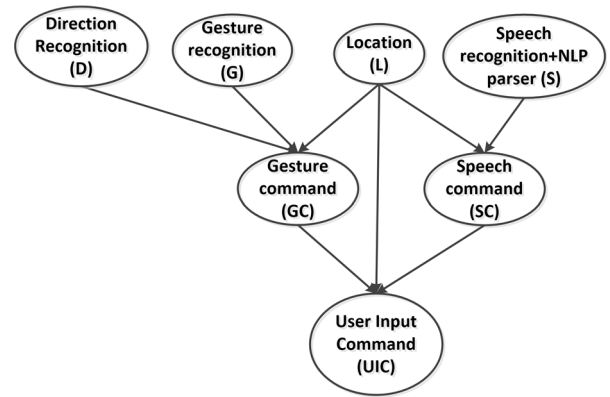 Direction
Recognition
(D)
Gesture
recognition
(G)
Location
(L)
Speech
recognition+NLP
parser (S)
Gesture
command
(GC)
Speech
command
(SC)
User Input
Command
(UIC)